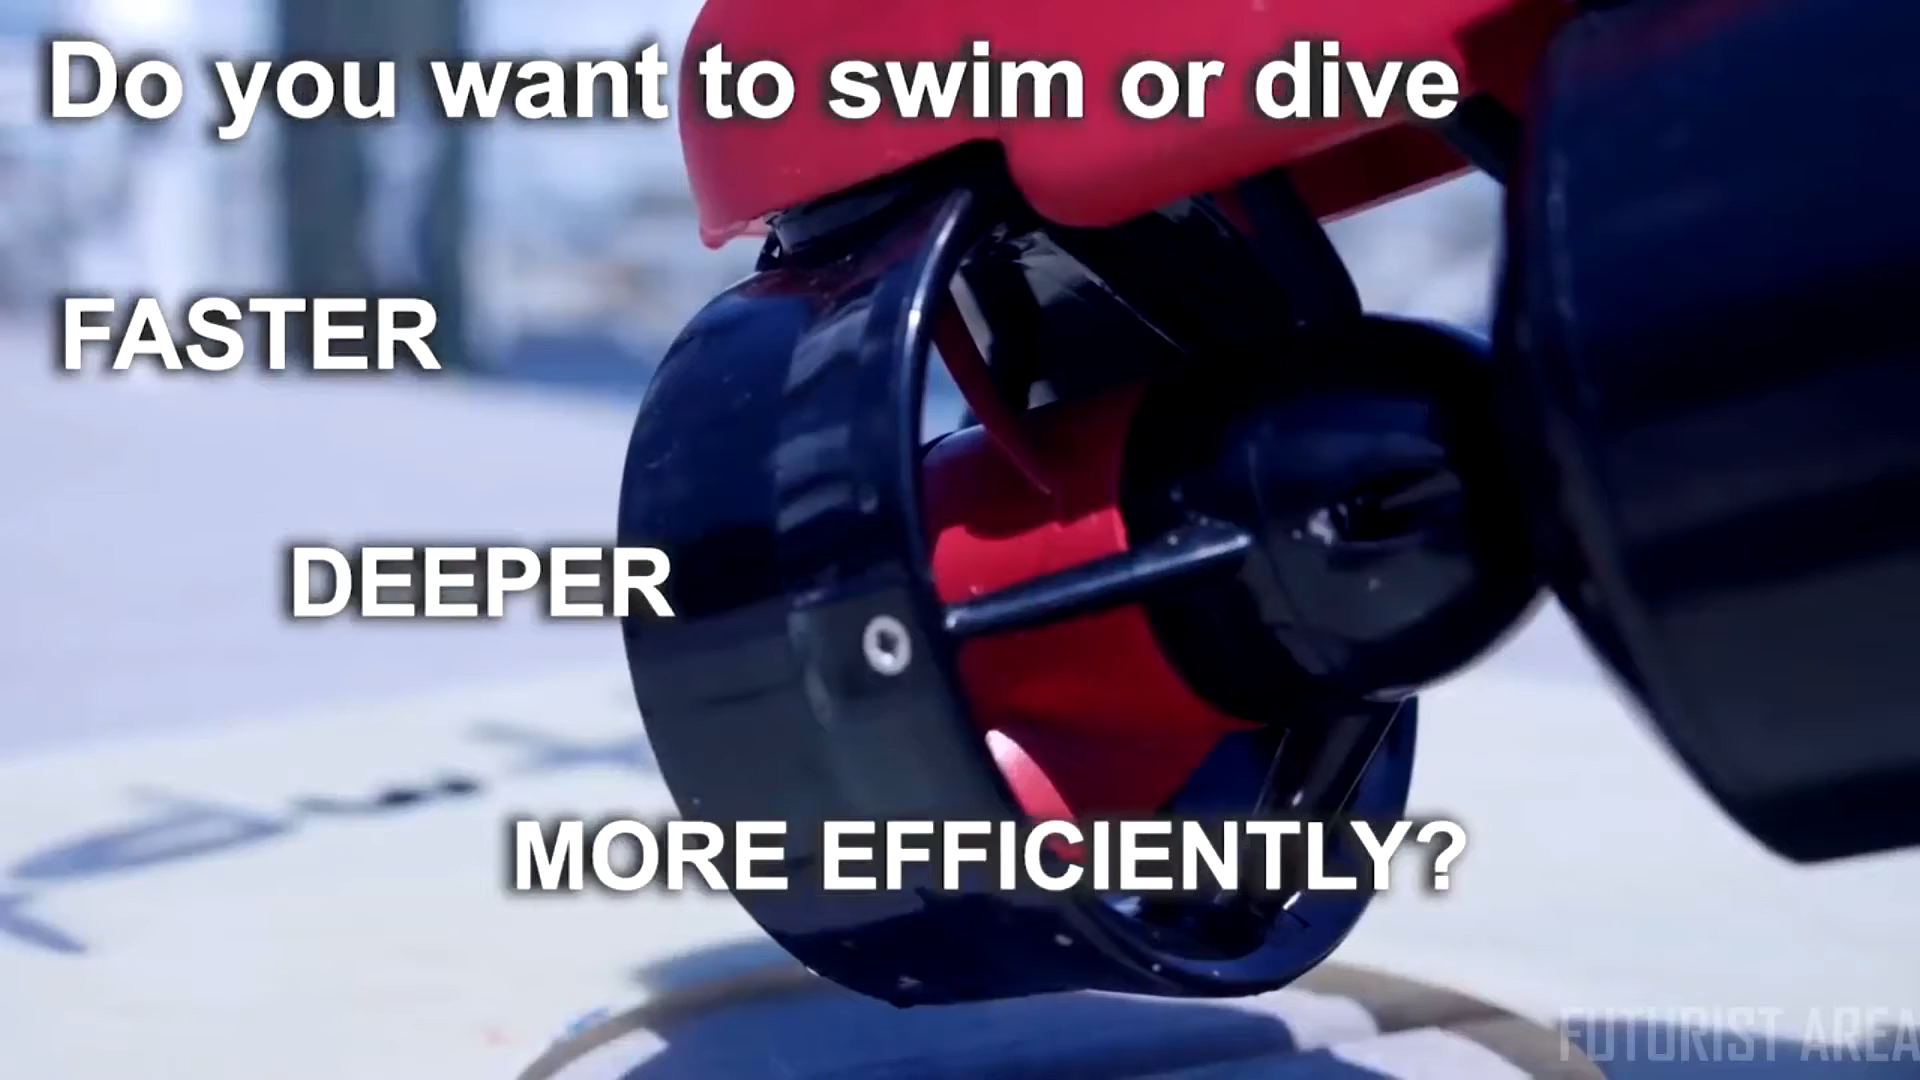 Do you want to swim or dive
FASTER
DEEPER
MORE EFFICIENTLY?
FUTURIST AREA